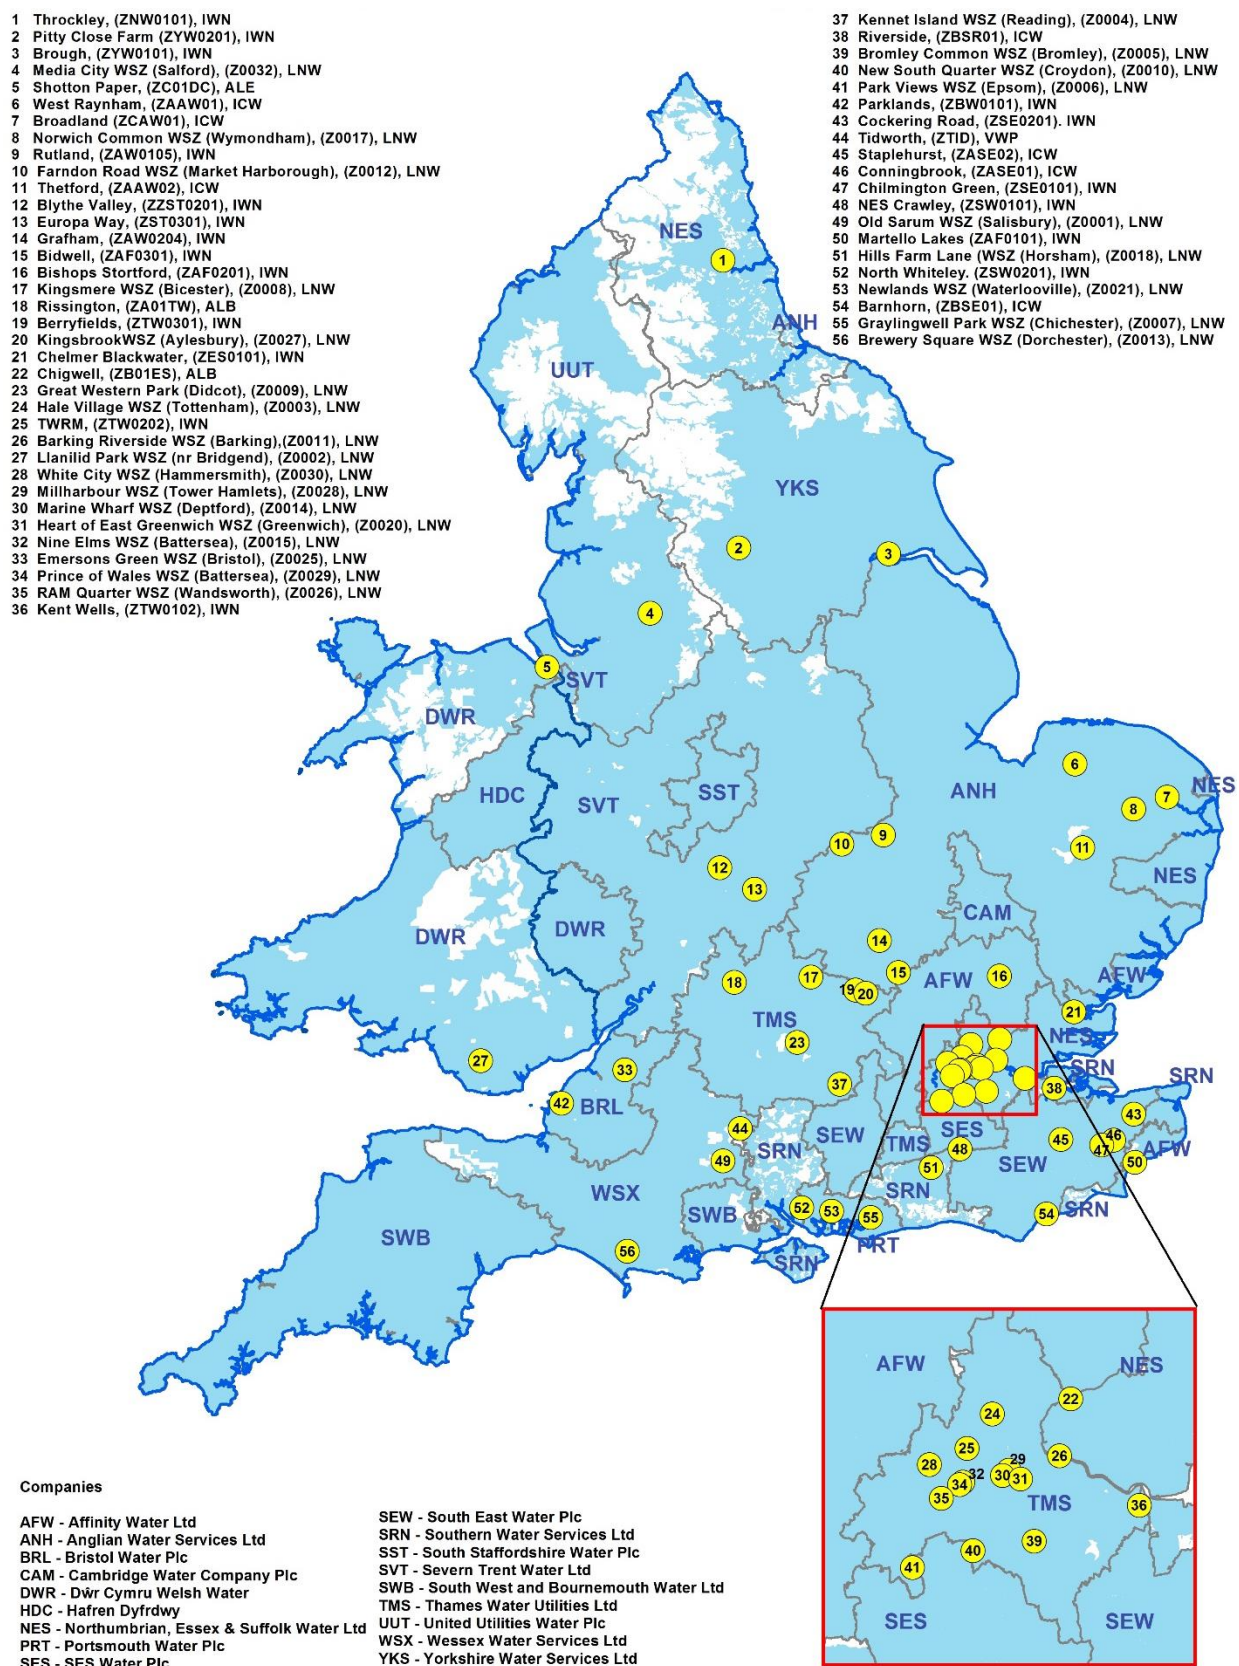 1 Throckley, (ZNW0101), IWN
2 Pitty Close Farm (ZYW0201), IWN
3 Brough, (ZYW0101), IWN
4 Media City WSZ (Salford), (Z0032), LNW
5 Shotton Paper, (ZC01DC), ALE
6 West Raynham, (ZAAW01), ICW
7 Broadland (ZCAW01), ICW
8 Norwich Common WSZ (Wymondham), (Z0017), LNW
9 Rutland, (ZAW0105), IWN
10 Farndon Road WSZ (Market Harborough), (Z0012), LNW
11 Thetford, (ZAAW02), ICW
12 Blythe Valley, (ZZST0201), IWN
13 Europa Way, (ZST0301), IWN
14 Grafham, (ZAW0204), IWN
15 Bidwell, (ZAF0301), IWN
16 Bishops Stortford, (ZAF0201), IWN
17 Kingsmere WSZ (Bicester), (Z0008), LNW
18 Rissington, (ZA01TW), ALB
19 Berryfields, (ZTW0301), IWN
20 KingsbrookWSZ (Aylesbury), (Z0027), LNW
21 Chelmer Blackwater, (ZES0101), IWN
22 Chigwell, (ZB01ES), ALB
23 Great Western Park (Didcot), (Z0009), LNW
24 Hale Village WSZ (Tottenham), (Z0003), LNW
25 TWRM, (ZTW0202), IWN
26 Barking Riverside WSZ (Barking),(Z0011), LNW
27 Llanilid Park WSZ (nr Bridgend), (Z0002), LNW
28 White City WSZ (Hammersmith), (Z0030), LNW
29 Millharbour WSZ (Tower Hamlets), (Z0028), LNW
30 Marine Wharf WSZ (Deptford), (Z0014), LNW
31 Heart of East Greenwich WSZ (Greenwich), (Z0020), LNW
32 Nine Elms WSZ (Battersea), (Z0015), LNW
33 Emersons Green WSZ (Bristol), (Z0025), LNW
34 Prince of Wales WSZ (Battersea), (Z0029), LNW
35 RAM Quarter WSZ (Wandsworth), (Z0026), LNW
36 Kent Wells, (ZTW0102), IWN
37 Kennet Island WSZ (Reading), (Z0004), LNW
38 Riverside, (ZBSR01), ICW
39 Bromley Common WSZ (Bromley), (Z0005), LNW
40 New South Quarter WSZ (Croydon), (Z0010), LNW
41 Park Views WSZ (Epsom), (Z0006), LNW
42 Parklands, (ZBW0101), IWN
43 Cockering Road, (ZSE0201). IWN
44 Tidworth, (ZTID), VWP
45 Staplehurst, (ZASE02), ICW
46 Conningbrook, (ZASE01), ICW
47 Chilmington Green, (ZSE0101), IWN
48 NES Crawley, (ZSW0101), IWN
49 Old Sarum WSZ (Salisbury), (Z0001), LNW
50 Martello Lakes (ZAF0101), IWN
51 Hills Farm Lane (WSZ (Horsham), (Z0018), LNW
52 North Whiteley. (ZSW0201), IWN
53 Newlands WSZ (Waterlooville), (Z0021), LNW
54 Barnhorn, (ZBSE01), ICW
55 Graylingwell Park WSZ (Chichester), (Z0007), LNW
56 Brewery Square WSZ (Dorchester), (Z0013), LNW
NES
1
ANH
UUT
YKS
2
3
4
5
SVT
DWR
6
HDC
SVT
SST
ANH
NES
7
8
9
10
11
12
13
NES
CAM
DWR
DWR
14
15
AFW
16
AFW
17
18
19
20
21
TMS
23
NES
27
33
37
38
SRN
SRN
42
BRL
43
44
SRN
SEW
TMS
SES
45
46
47
AFW
48
49
50
51
SEW
WSX
SRN
SWB
52
53
55
54
SRN
SWB
PRT
56
SRN
AFW
NES
22
24
25
26
28
29
30
31
32
34
35
TMS
36
39
40
41
SES
SEW
Companies
AFW - Affinity Water Ltd
ANH - Anglian Water Services Ltd
BRL - Bristol Water Plc
CAM - Cambridge Water Company Plc
DWR - Dŵr Cymru Welsh Water
HDC - Hafren Dyfrdwy
NES - Northumbrian, Essex & Suffolk Water Ltd
PRT - Portsmouth Water Plc
SES - SES Water Plc
SEW - South East Water Plc
SRN - Southern Water Services Ltd
SST - South Staffordshire Water Plc
SVT - Severn Trent Water Ltd
SWB - South West and Bournemouth Water Ltd
TMS - Thames Water Utilities Ltd
UUT - United Utilities Water Plc
WSX - Wessex Water Services Ltd
YKS - Yorkshire Water Services Ltd